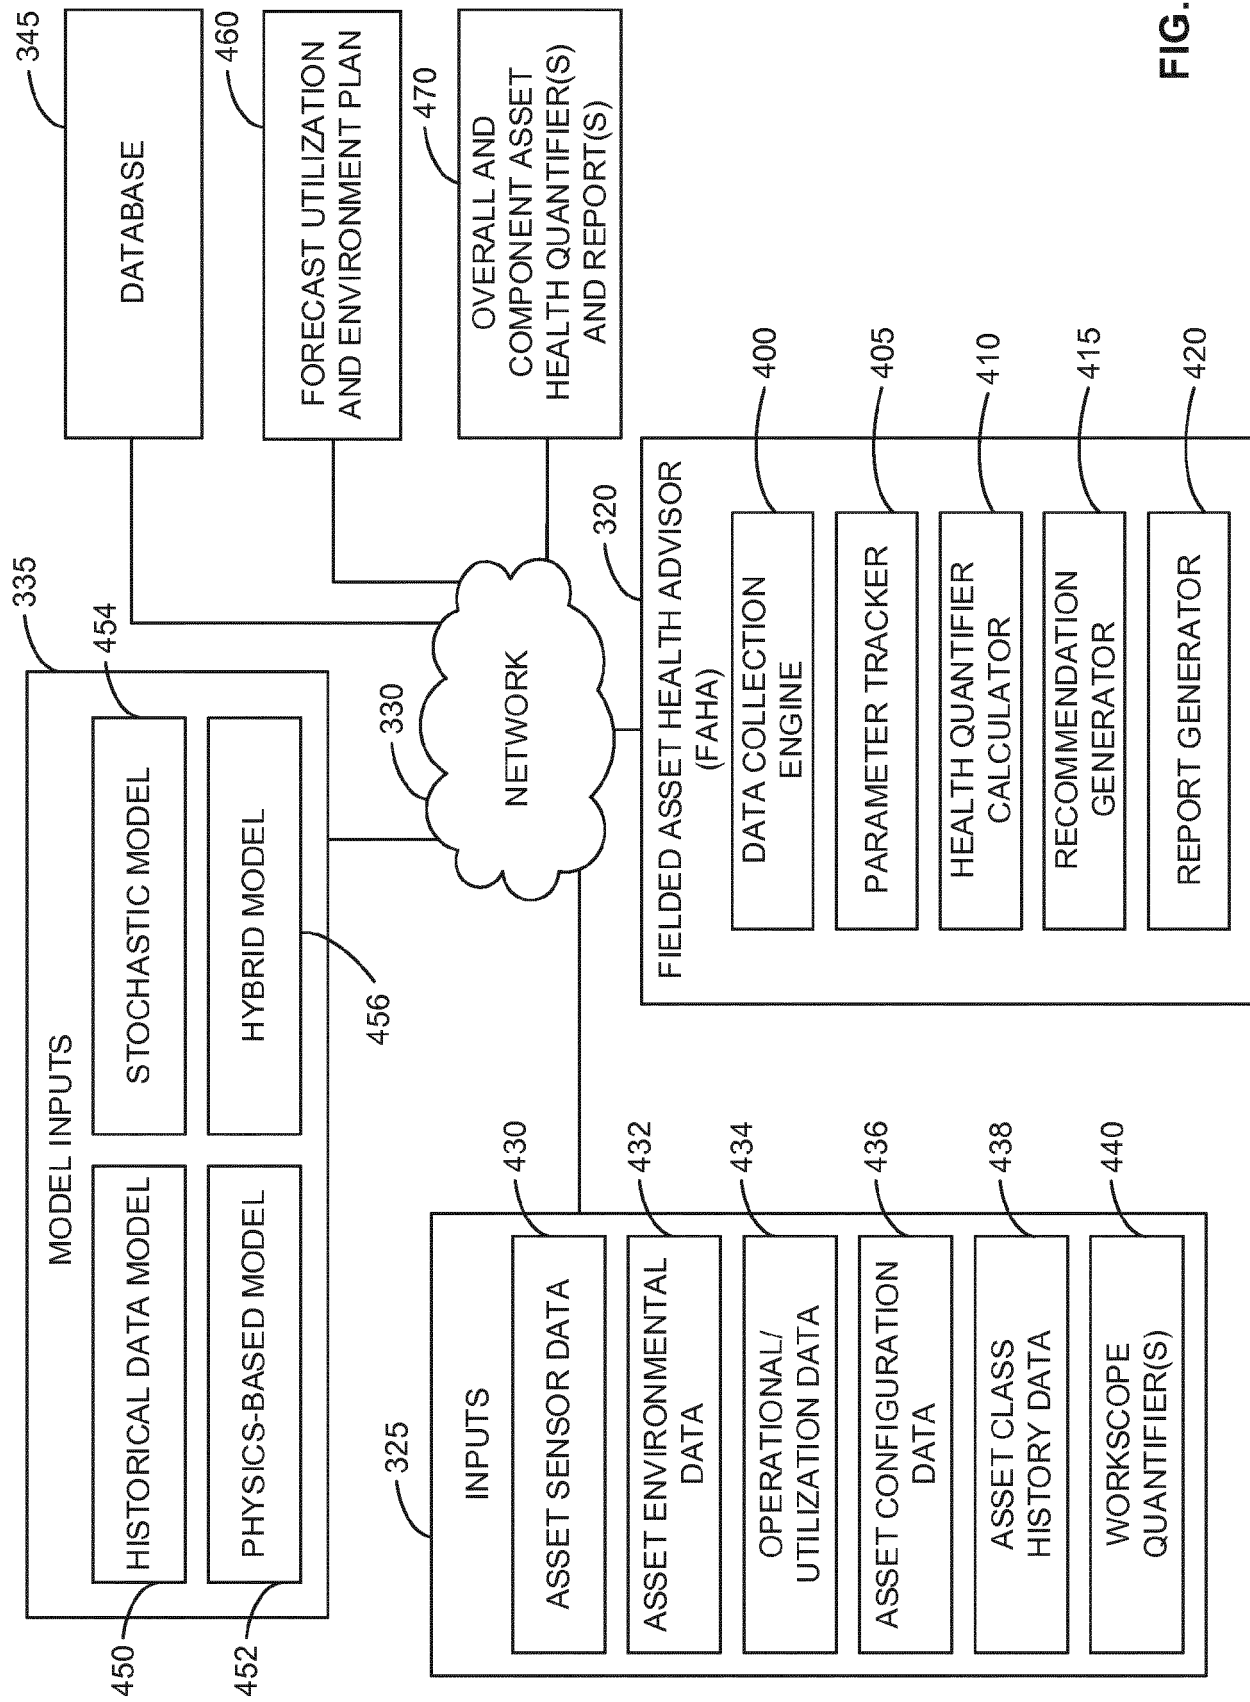 335
MODEL INPUTS
HISTORICAL DATA MODEL
STOCHASTIC MODEL
454
450
PHYSICS-BASED MODEL
HYBRID MODEL
452
456
345
DATABASE
460
FORECAST UTILIZATION
AND ENVIRONMENT PLAN
470
OVERALL AND
COMPONENT ASSET
HEALTH QUANTIFIER(S)
AND REPORT(S)
330
NETWORK
325
INPUTS
430
ASSET SENSOR DATA
432
ASSET ENVIRONMENTAL
DATA
434
OPERATIONAL/
UTILIZATION DATA
436
ASSET CONFIGURATION
DATA
438
ASSET CLASS
HISTORY DATA
440
WORKSCOPE
QUANTIFIER(S)
320
FIELDED ASSET HEALTH ADVISOR
(FAHA)
400
DATA COLLECTION
ENGINE
405
PARAMETER TRACKER
410
HEALTH QUANTIFIER
CALCULATOR
415
RECOMMENDATION
GENERATOR
420
REPORT GENERATOR
FIG.